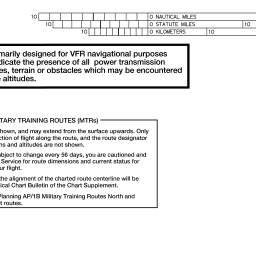 10 0 NAUTICAL MILES
10 0 STATUTE MILES 10
10 0 KILOMETERS 10
marily designed for VFR navigational purposes
dicate the presence of all power transmission
es, terrain or obstacles which may be encountered
altitudes.
ITARY TRAINING ROUTES (MTRs)
hown, and may extend from the surface upwards. Only
ction of flight along the route, and the route designator
ns and altitudes are not shown.
ubject to change every 56 days, you are cautioned and
Service for route dimensions and current status for
ur flight.
the alignment of the charted route centerline will be
ical Chart Bulletin of the Chart Supplement.
Planning AP/1B Military Training Routes North and
t routes.